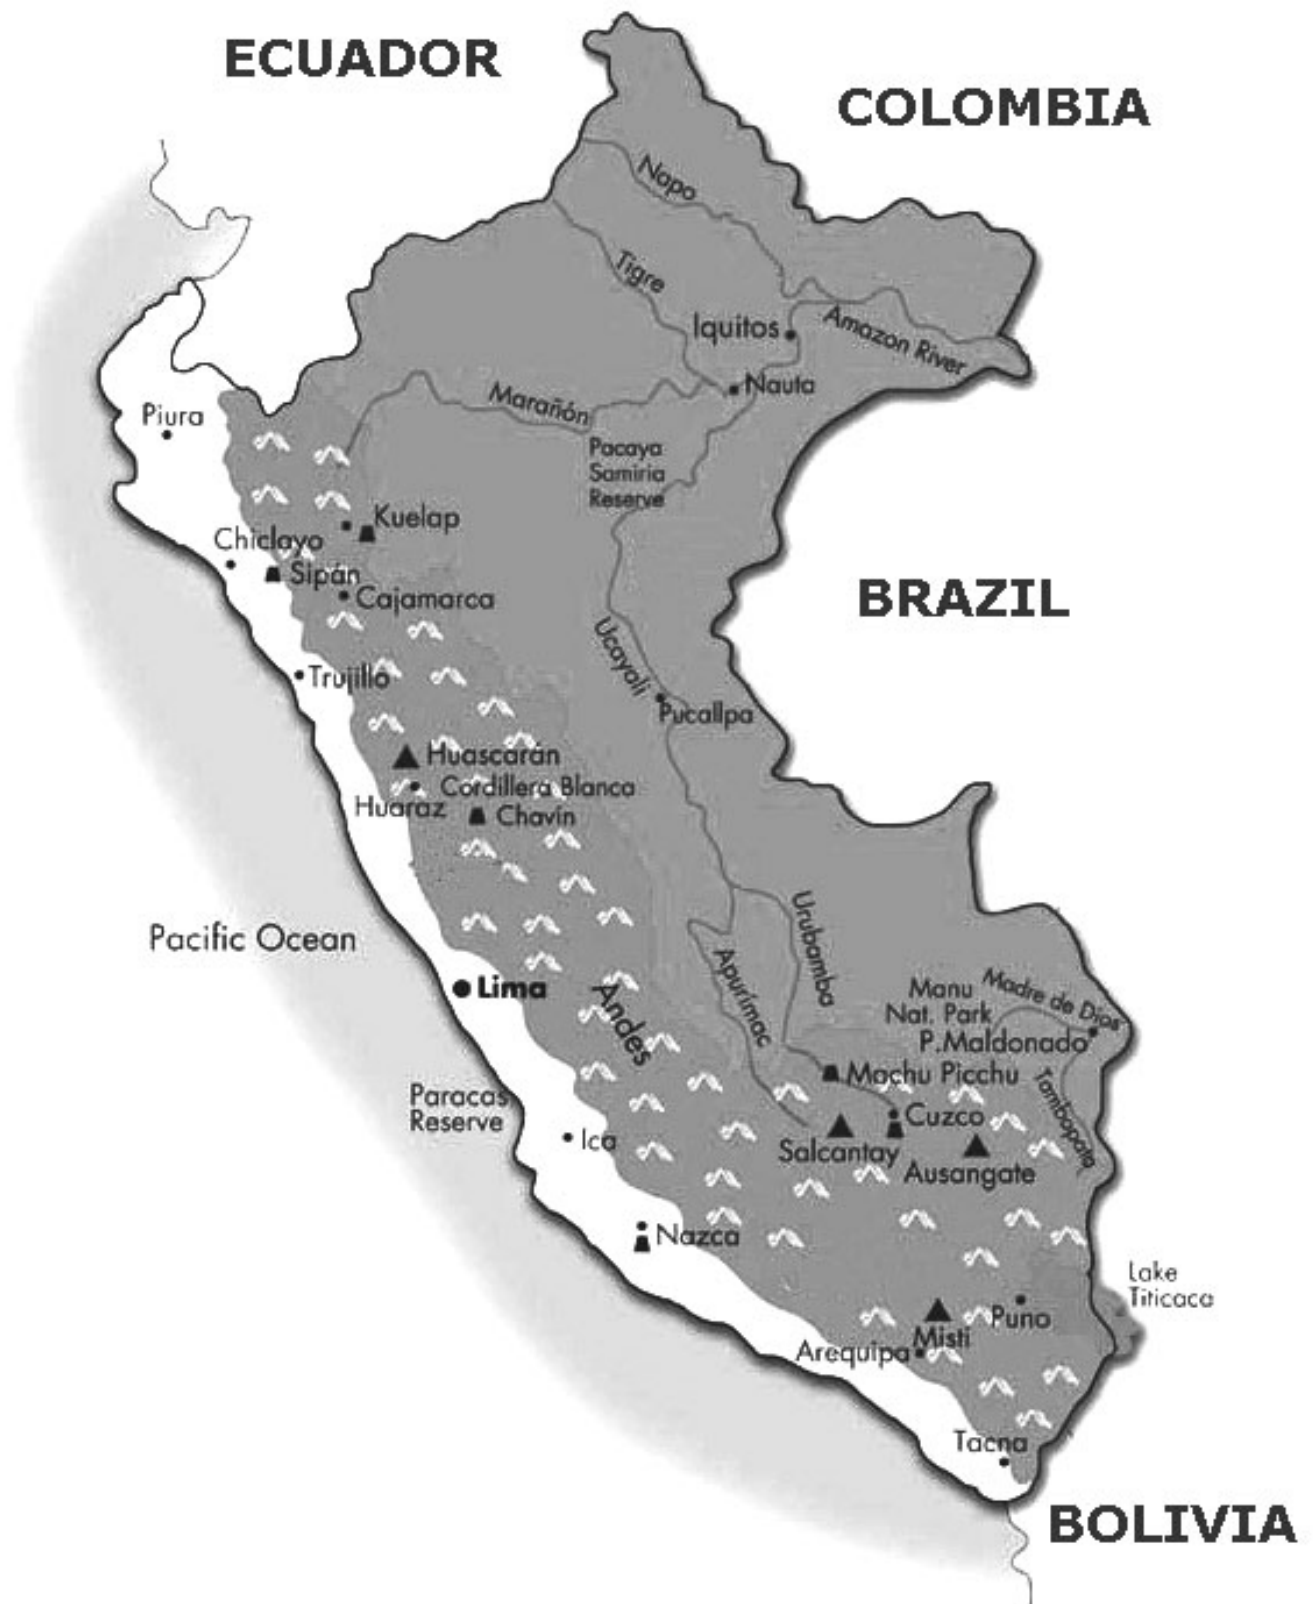 ECUADOR
COLOMBIA
Napo
Tigre
Iquitos
Amazon River
Nauta
Marañón
Piura
Pacaya
Samiria
Reserve
Kuelap
Chiclayo
Sipán
Cajamarca
BRAZIL
Ucayali
Trujillo
Pucallpa
Huascarán
Cordillera Blanca
Huaraz
Chavín
Urubamba
Pacific Ocean
Apurímac
Lima
Andes
Manu
Nat. Park
Madre de Dios
P.Maldonado
Machu Picchu
Tambopata
Paracas
Reserve
Cuzco
Ica
Salcantay
Ausangate
Nazca
Lake
Titicaca
Puno
Misti
Arequipa
Tacna
BOLIVIA